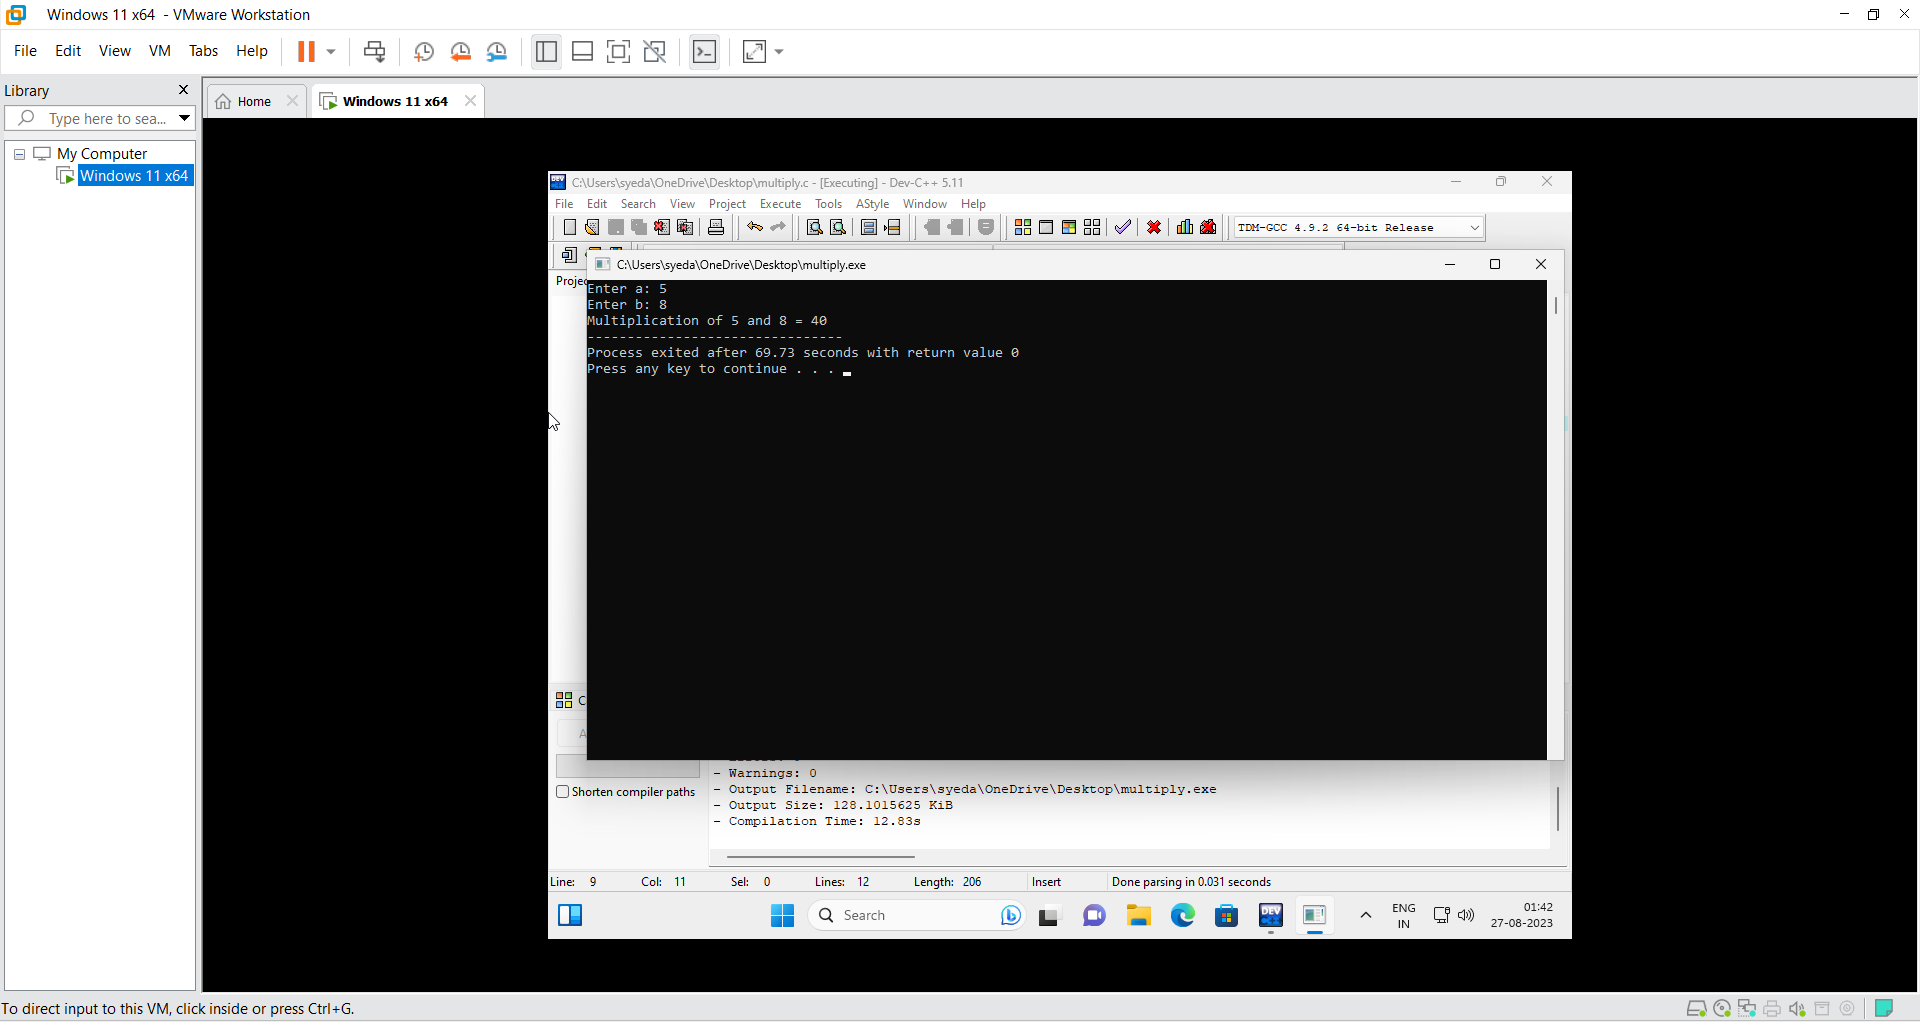 Windows 11 x64 - VMware Workstation
File Edit View VM Tabs Help
Library
Type here to sea...
My Computer
Windows 11 x64
Home
Windows 11 x64
DEV C:\Users\syeda\OneDrive\Desktop\multiply.c - [Executing] - Dev-C++ 5.11
File Edit Search View Project Execute Tools AStyle Window Help
TDM-GCC 4.9.2 64-bit Release
C:\Users\syeda\OneDrive\Desktop\multiply.exe
Projec
Enter a: 5
Enter b: 8
Multiplication of 5 and 8 = 40
--------------------------------
Process exited after 69.73 seconds with return value 0
Press any key to continue . . .
C
A
- Warnings: 0
Shorten compiler paths
- Output Filename: C:\Users\syeda\OneDrive\Desktop\multiply.exe
- Output Size: 128.1015625 KiB
- Compilation Time: 12.83s
Line: 9 Col: 11 Sel: 0 Lines: 12 Length: 206 Insert Done parsing in 0.031 seconds
Search
DEV
ENG
IN
01:42
27-08-2023
To direct input to this VM, click inside or press Ctrl+G.